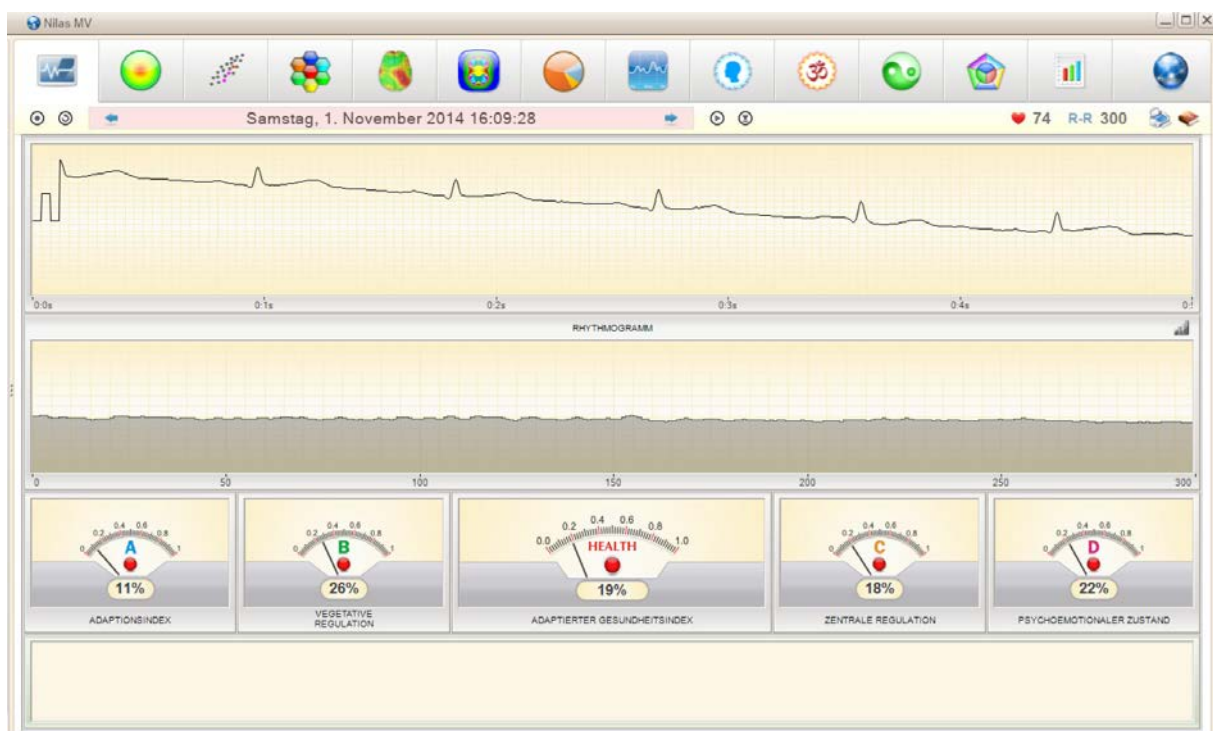 Nilas MV
Samstag, 1. November 2014 16:09:28
74 R-R 300
0:0s 0:1s 0:2s 0:3s 0:4s 0:
RHYTHMOGRAMM
0 50 100 150 200 250 300
0 0.2 0.4 0.6 0.8 1
A
11%
ADAPTIONSINDEX
0 0.2 0.4 0.6 0.8 1
B
26%
VEGETATIVE
REGULATION
0.0 0.2 0.4 0.6 0.8 1.0
HEALTH
19%
ADAPTIERTER GESUNDHEITSINDEX
0 0.2 0.4 0.6 0.8 1
C
18%
ZENTRALE REGULATION
0 0.2 0.4 0.6 0.8 1
D
22%
PSYCHOEMOTIONALER ZUSTAND